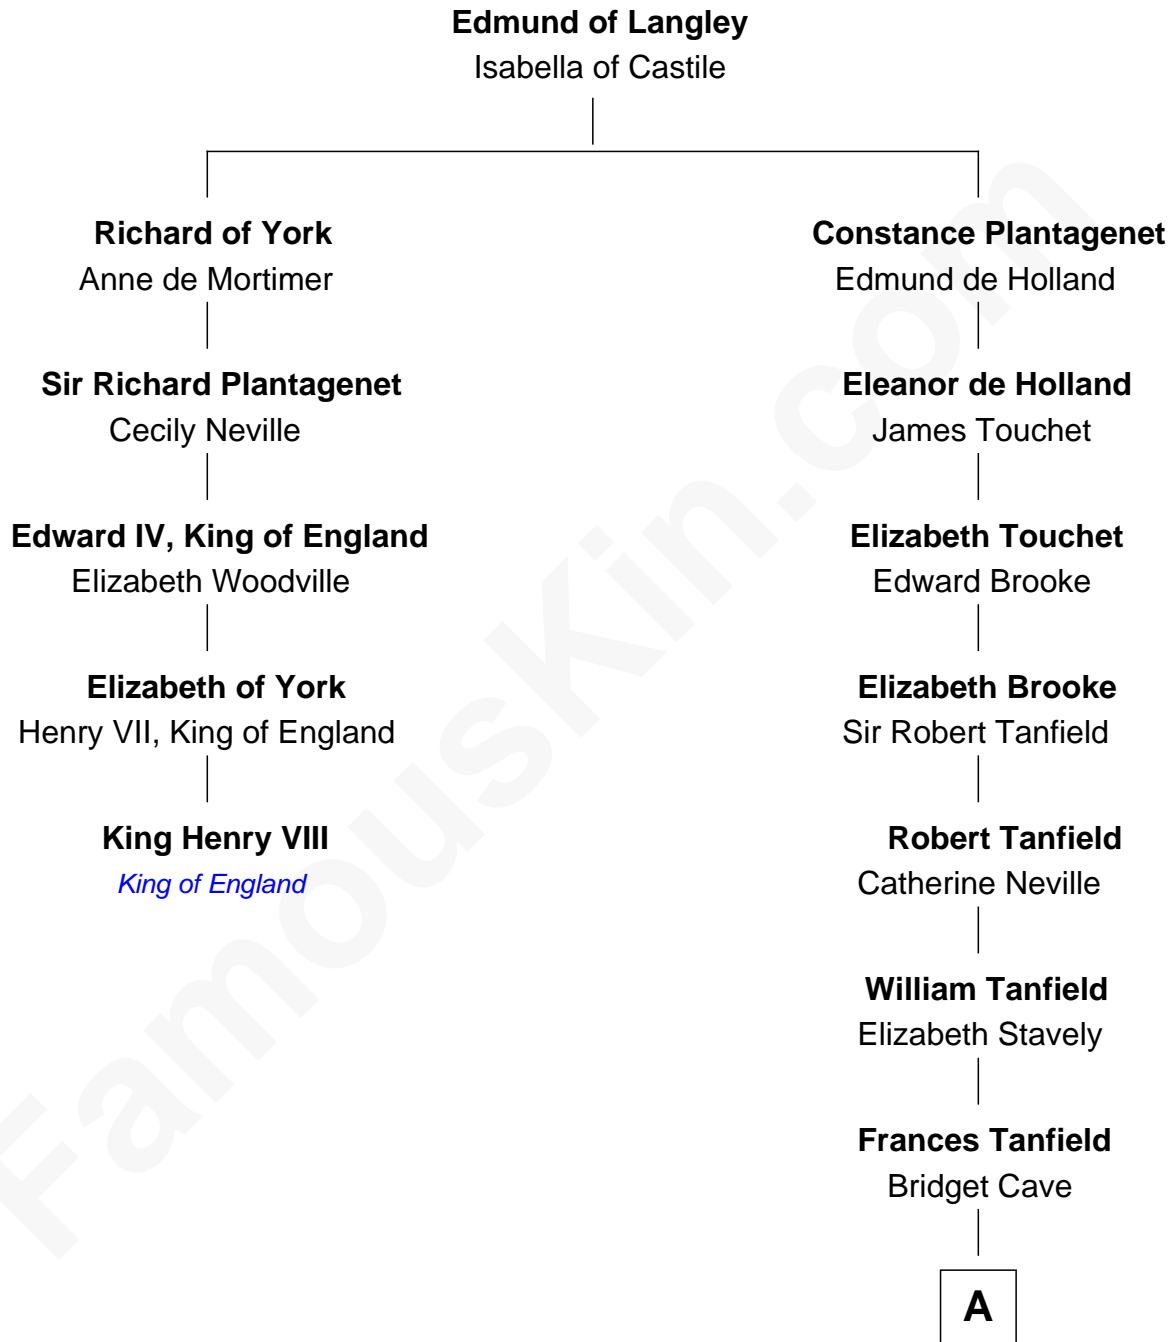 Edmund of Langley
Isabella of Castile
Richard of York
Anne de Mortimer
Sir Richard Plantagenet
Cecily Neville
Edward IV, King of England
Elizabeth Woodville
Elizabeth of York
Henry VII, King of England
King Henry VIII
King of England
Constance Plantagenet
Edmund de Holland
Eleanor de Holland
James Touchet
Elizabeth Touchet
Edward Brooke
Elizabeth Brooke
Sir Robert Tanfield
Robert Tanfield
Catherine Neville
William Tanfield
Elizabeth Stavely
Frances Tanfield
Bridget Cave
A
FamousKin.com